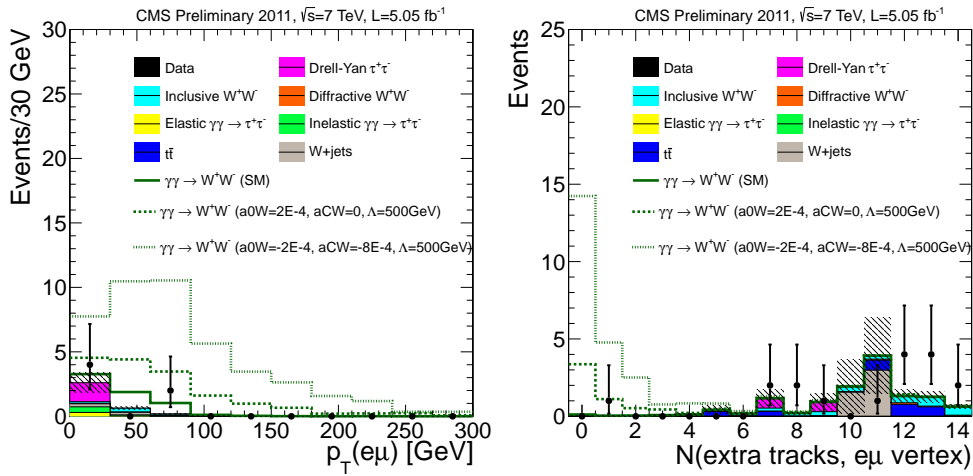 CMS Preliminary 2011, √s=7 TeV, L=5.05 fb⁻¹
Events/30 GeV
30
25
20
15
10
5
0
Data
Drell-Yan τ⁺τ⁻
Inclusive W⁺W⁻
Diffractive W⁺W⁻
Elastic γγ → τ⁺τ⁻
Inelastic γγ → τ⁺τ⁻
tt̄
W+jets
γγ → W⁺W⁻ (SM)
γγ → W⁺W⁻ (a0W=2E-4, aCW=0, Λ=500GeV)
γγ → W⁺W⁻ (a0W=-2E-4, aCW=-8E-4, Λ=500GeV)
0 50 100 150 200 250 300
p_T(eμ) [GeV]
CMS Preliminary 2011, √s=7 TeV, L=5.05 fb⁻¹
Events
25
20
15
10
5
0
Data
Drell-Yan τ⁺τ⁻
Inclusive W⁺W⁻
Diffractive W⁺W⁻
Elastic γγ → τ⁺τ⁻
Inelastic γγ → τ⁺τ⁻
tt̄
W+jets
γγ → W⁺W⁻ (SM)
γγ → W⁺W⁻ (a0W=2E-4, aCW=0, Λ=500GeV)
γγ → W⁺W⁻ (a0W=-2E-4, aCW=-8E-4, Λ=500GeV)
0 2 4 6 8 10 12 14
N(extra tracks, eμ vertex)